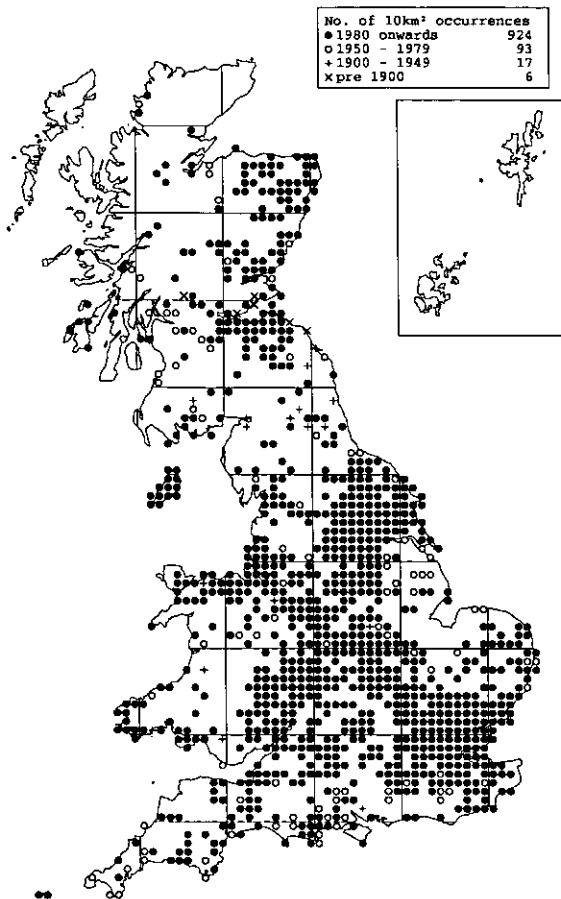 No. of 10km² occurrences
● 1980 onwards 924
○ 1950 - 1979 93
+ 1900 - 1949 17
× pre 1900 6